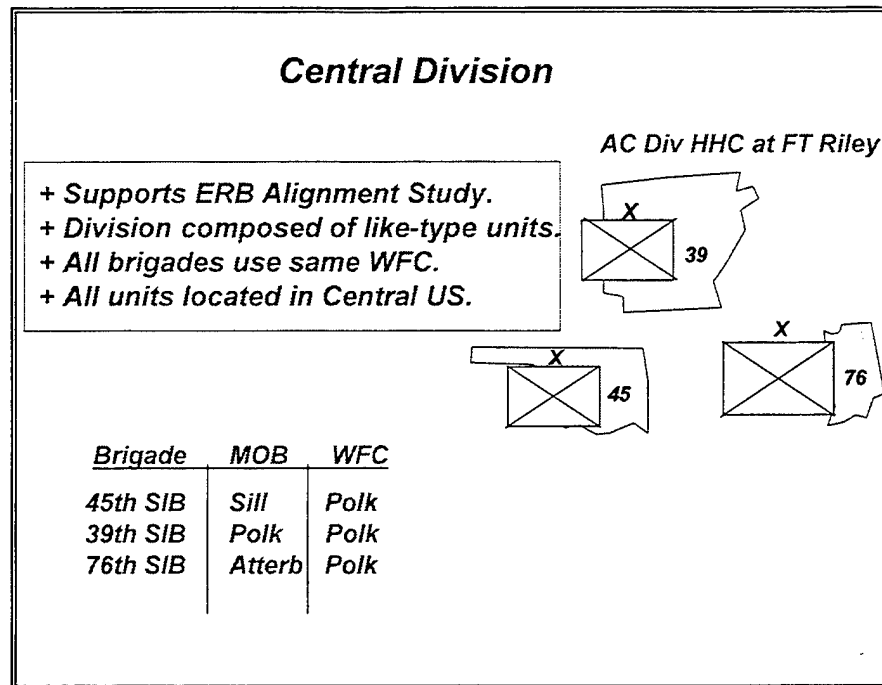 Central Division
AC Div HHC at FT Riley
+ Supports ERB Alignment Study.
+ Division composed of like-type units.
+ All brigades use same WFC.
+ All units located in Central US.
X
39
X
45
X
76
Brigade MOB WFC
45th SIB Sill Polk
39th SIB Polk Polk
76th SIB Atterb Polk